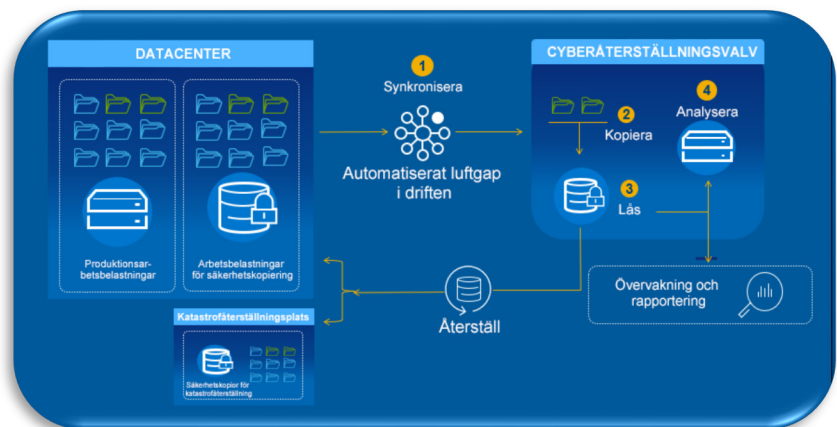 DATACENTER
Produktionsar-
betsbelastningar
Arbetsbelastningar
för säkerhetskopiering
1
Synkronisera
Automatiserat luftgap
i driften
CYBERÅTERSTÄLLNINGSVALV
2
Kopiera
4
Analysera
3
Lås
Övervakning och
rapportering
Återställ
Katastrofåterställningsplats
Säkerhetskopior för
katastrofåterställning